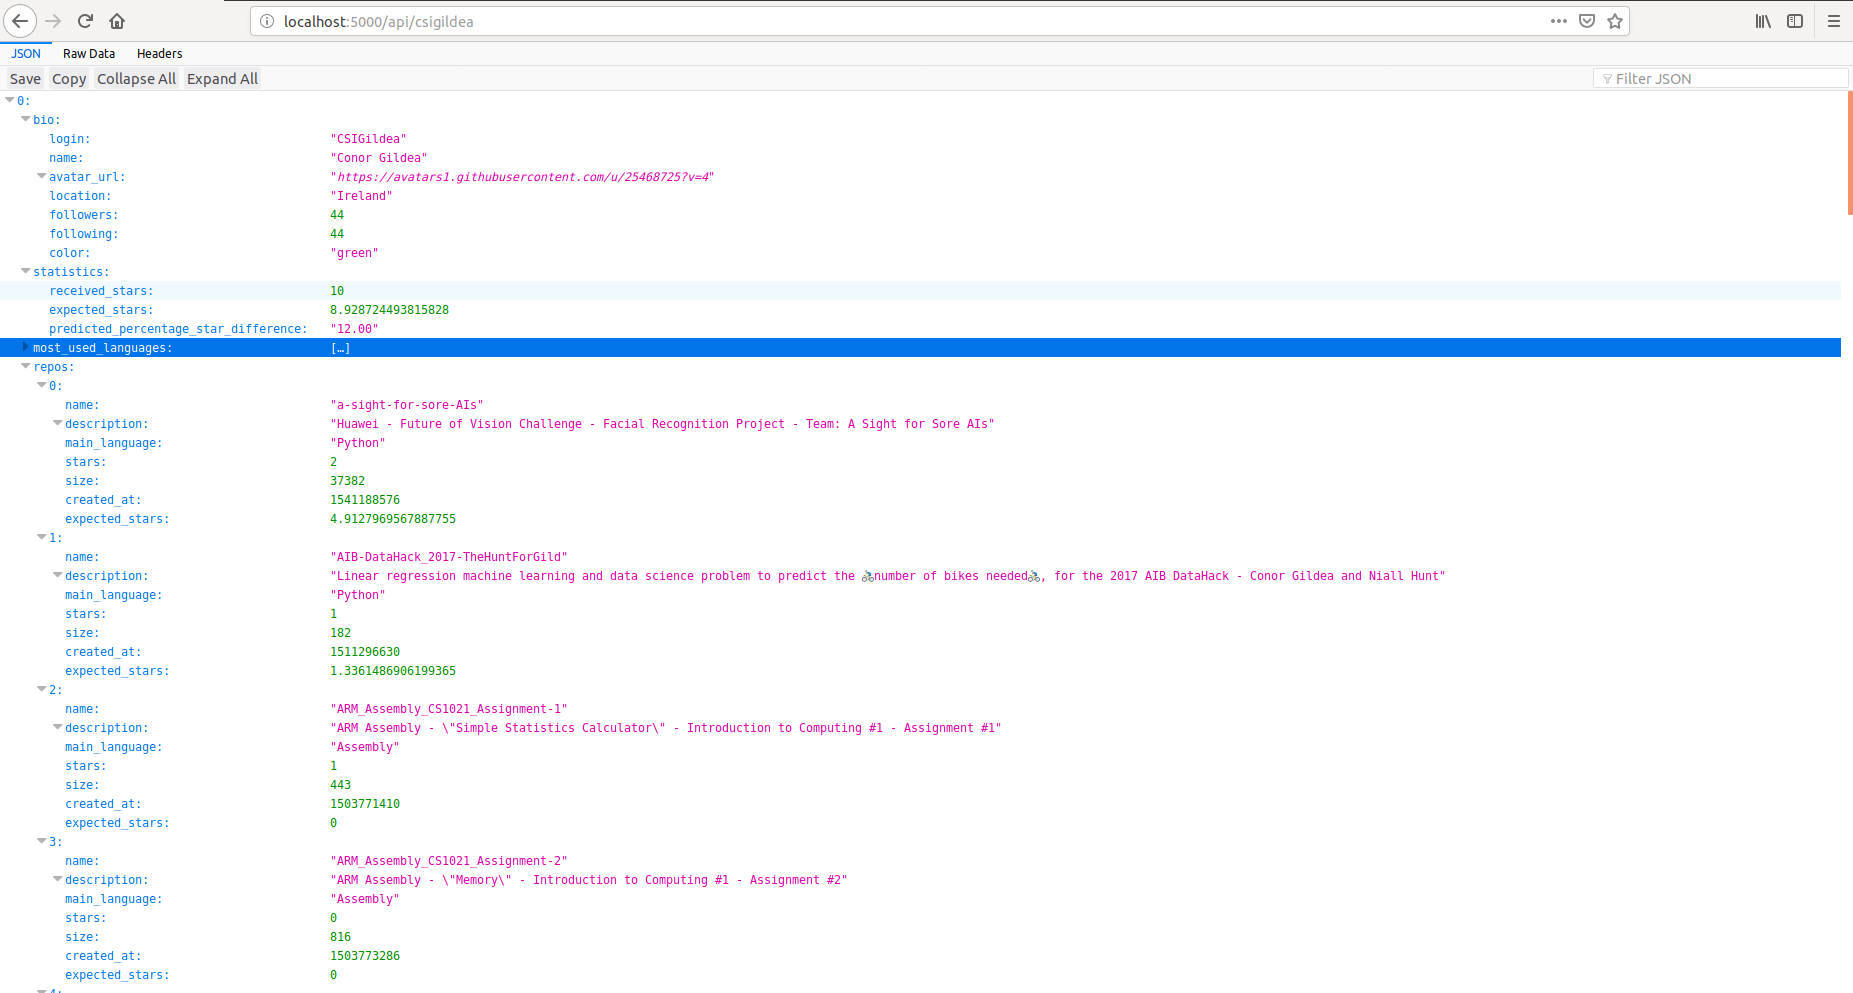 localhost:5000/api/csigildea
JSON Raw Data Headers
Save Copy Collapse All Expand All Filter JSON
0:
bio:
login: "CSIGildea"
name: "Conor Gildea"
avatar_url: "https://avatars1.githubusercontent.com/u/25468725?v=4"
location: "Ireland"
followers: 44
following: 44
color: "green"
statistics:
received_stars: 10
expected_stars: 8.928724493815828
predicted_percentage_star_difference: "12.00"
most_used_languages: […]
repos:
0:
name: "a-sight-for-sore-AIs"
description: "Huawei - Future of Vision Challenge - Facial Recognition Project - Team: A Sight for Sore AIs"
main_language: "Python"
stars: 2
size: 37382
created_at: 1541188576
expected_stars: 4.9127969567887755
1:
name: "AIB-DataHack_2017-TheHuntForGild"
description: "Linear regression machine learning and data science problem to predict the 🚴number of bikes needed🚴, for the 2017 AIB DataHack - Conor Gildea and Niall Hunt"
main_language: "Python"
stars: 1
size: 182
created_at: 1511296630
expected_stars: 1.3361486906199365
2:
name: "ARM_Assembly_CS1021_Assignment-1"
description: "ARM Assembly - \"Simple Statistics Calculator\" - Introduction to Computing #1 - Assignment #1"
main_language: "Assembly"
stars: 1
size: 443
created_at: 1503771410
expected_stars: 0
3:
name: "ARM_Assembly_CS1021_Assignment-2"
description: "ARM Assembly - \"Memory\" - Introduction to Computing #1 - Assignment #2"
main_language: "Assembly"
stars: 0
size: 816
created_at: 1503773286
expected_stars: 0
4: